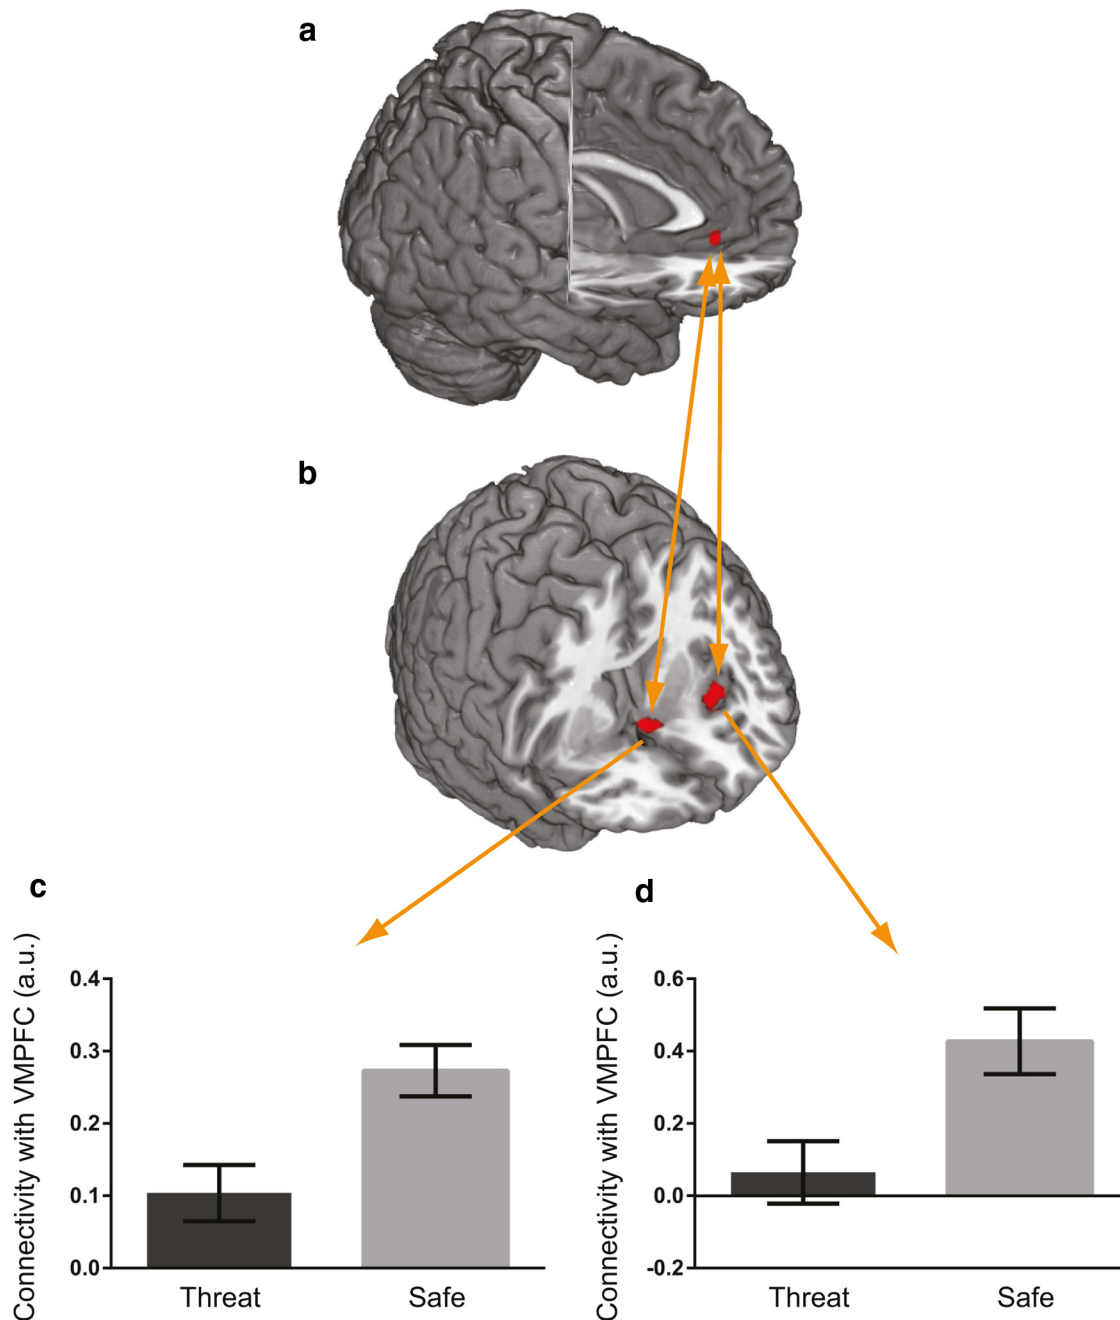 a
b
c
d
Connectivity with VMPFC (a.u.)
0.4
0.3
0.2
0.1
0.0
Threat Safe
Connectivity with VMPFC (a.u.)
0.6
0.4
0.2
0.0
-0.2
Threat Safe